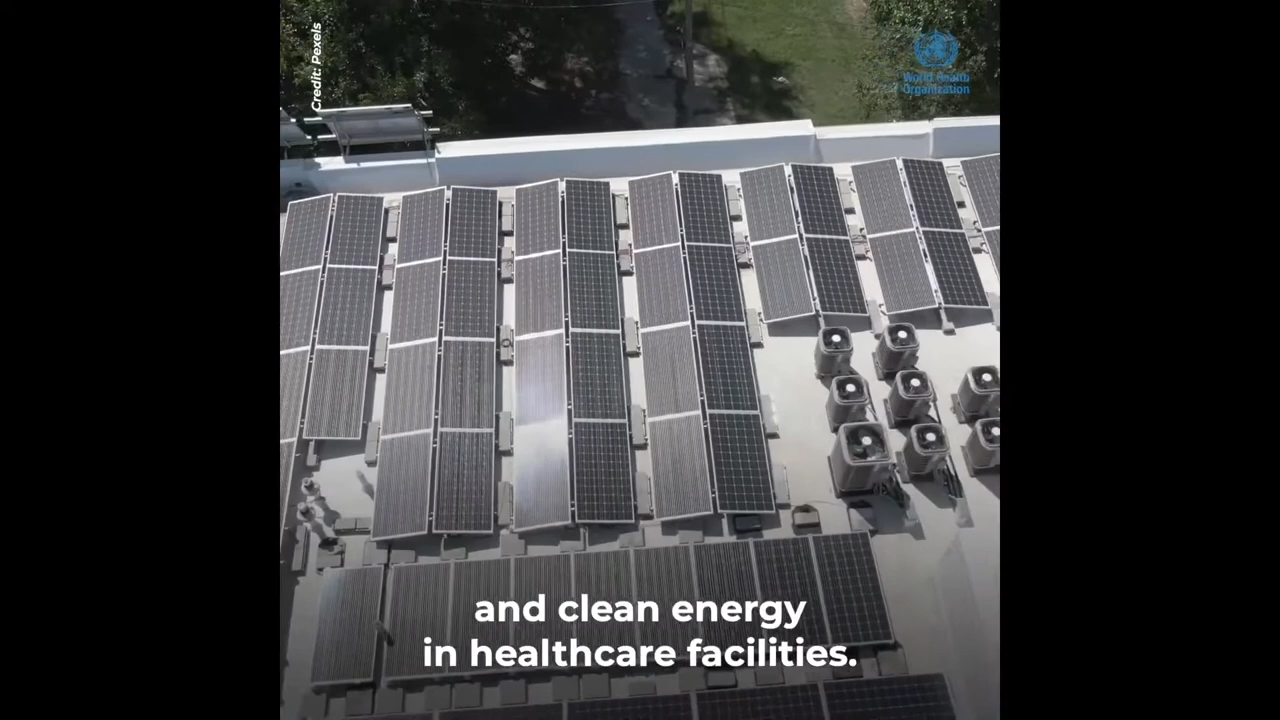 Credit: Pexels
World Health
Organization
and clean energy
in healthcare facilities.